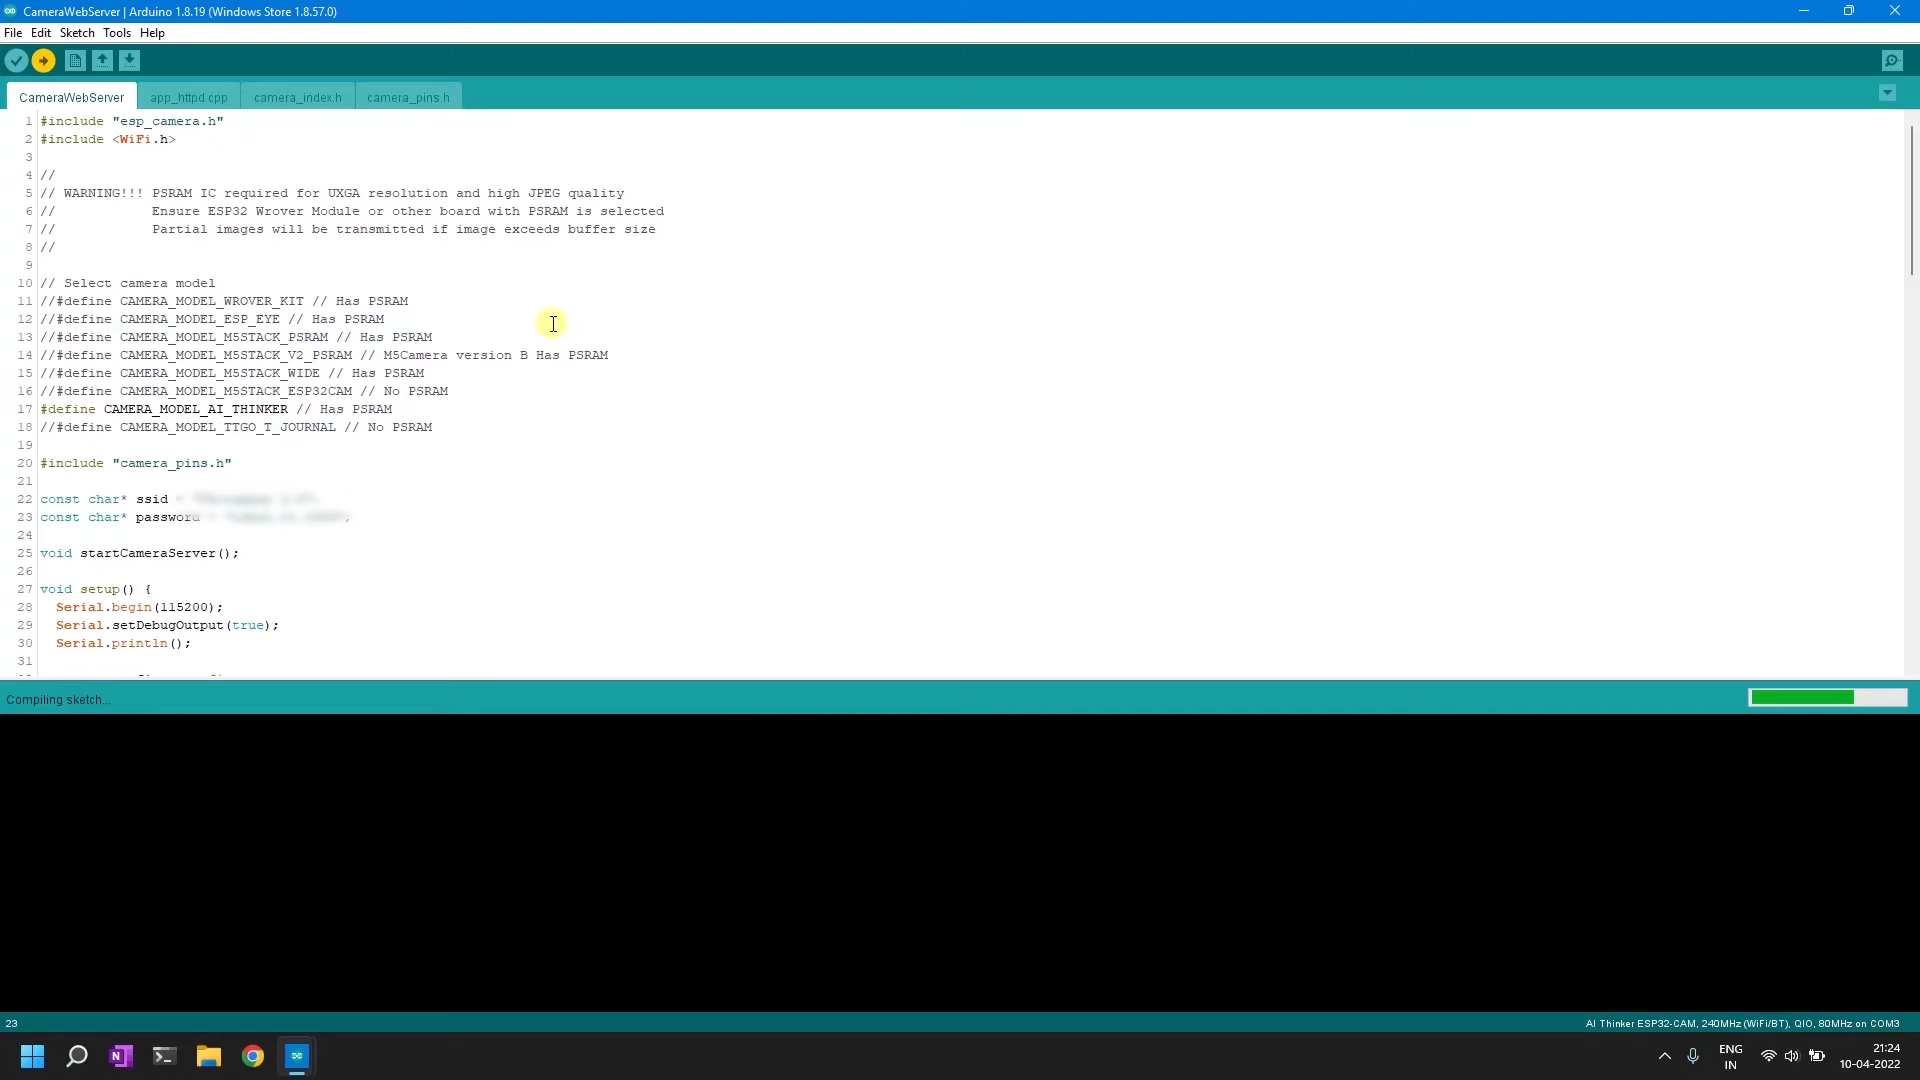 CameraWebServer | Arduino 1.8.19 (Windows Store 1.8.57.0)
File Edit Sketch Tools Help
CameraWebServer app_httpd.cpp camera_index.h camera_pins.h
1 #include "esp_camera.h"
2 #include <WiFi.h>
3
4 //
5 // WARNING!!! PSRAM IC required for UXGA resolution and high JPEG quality
6 //            Ensure ESP32 Wrover Module or other board with PSRAM is selected
7 //            Partial images will be transmitted if image exceeds buffer size
8 //
9
10 // Select camera model
11 //#define CAMERA_MODEL_WROVER_KIT // Has PSRAM
12 //#define CAMERA_MODEL_ESP_EYE // Has PSRAM
13 //#define CAMERA_MODEL_M5STACK_PSRAM // Has PSRAM
14 //#define CAMERA_MODEL_M5STACK_V2_PSRAM // M5Camera version B Has PSRAM
15 //#define CAMERA_MODEL_M5STACK_WIDE // Has PSRAM
16 //#define CAMERA_MODEL_M5STACK_ESP32CAM // No PSRAM
17 #define CAMERA_MODEL_AI_THINKER // Has PSRAM
18 //#define CAMERA_MODEL_TTGO_T_JOURNAL // No PSRAM
19
20 #include "camera_pins.h"
21
22 const char* ssid
23 const char* password
24
25 void startCameraServer();
26
27 void setup() {
28   Serial.begin(115200);
29   Serial.setDebugOutput(true);
30   Serial.println();
31
Compiling sketch...
23
AI Thinker ESP32-CAM, 240MHz (WiFi/BT), QIO, 80MHz on COM3
ENG
IN
21:24
10-04-2022